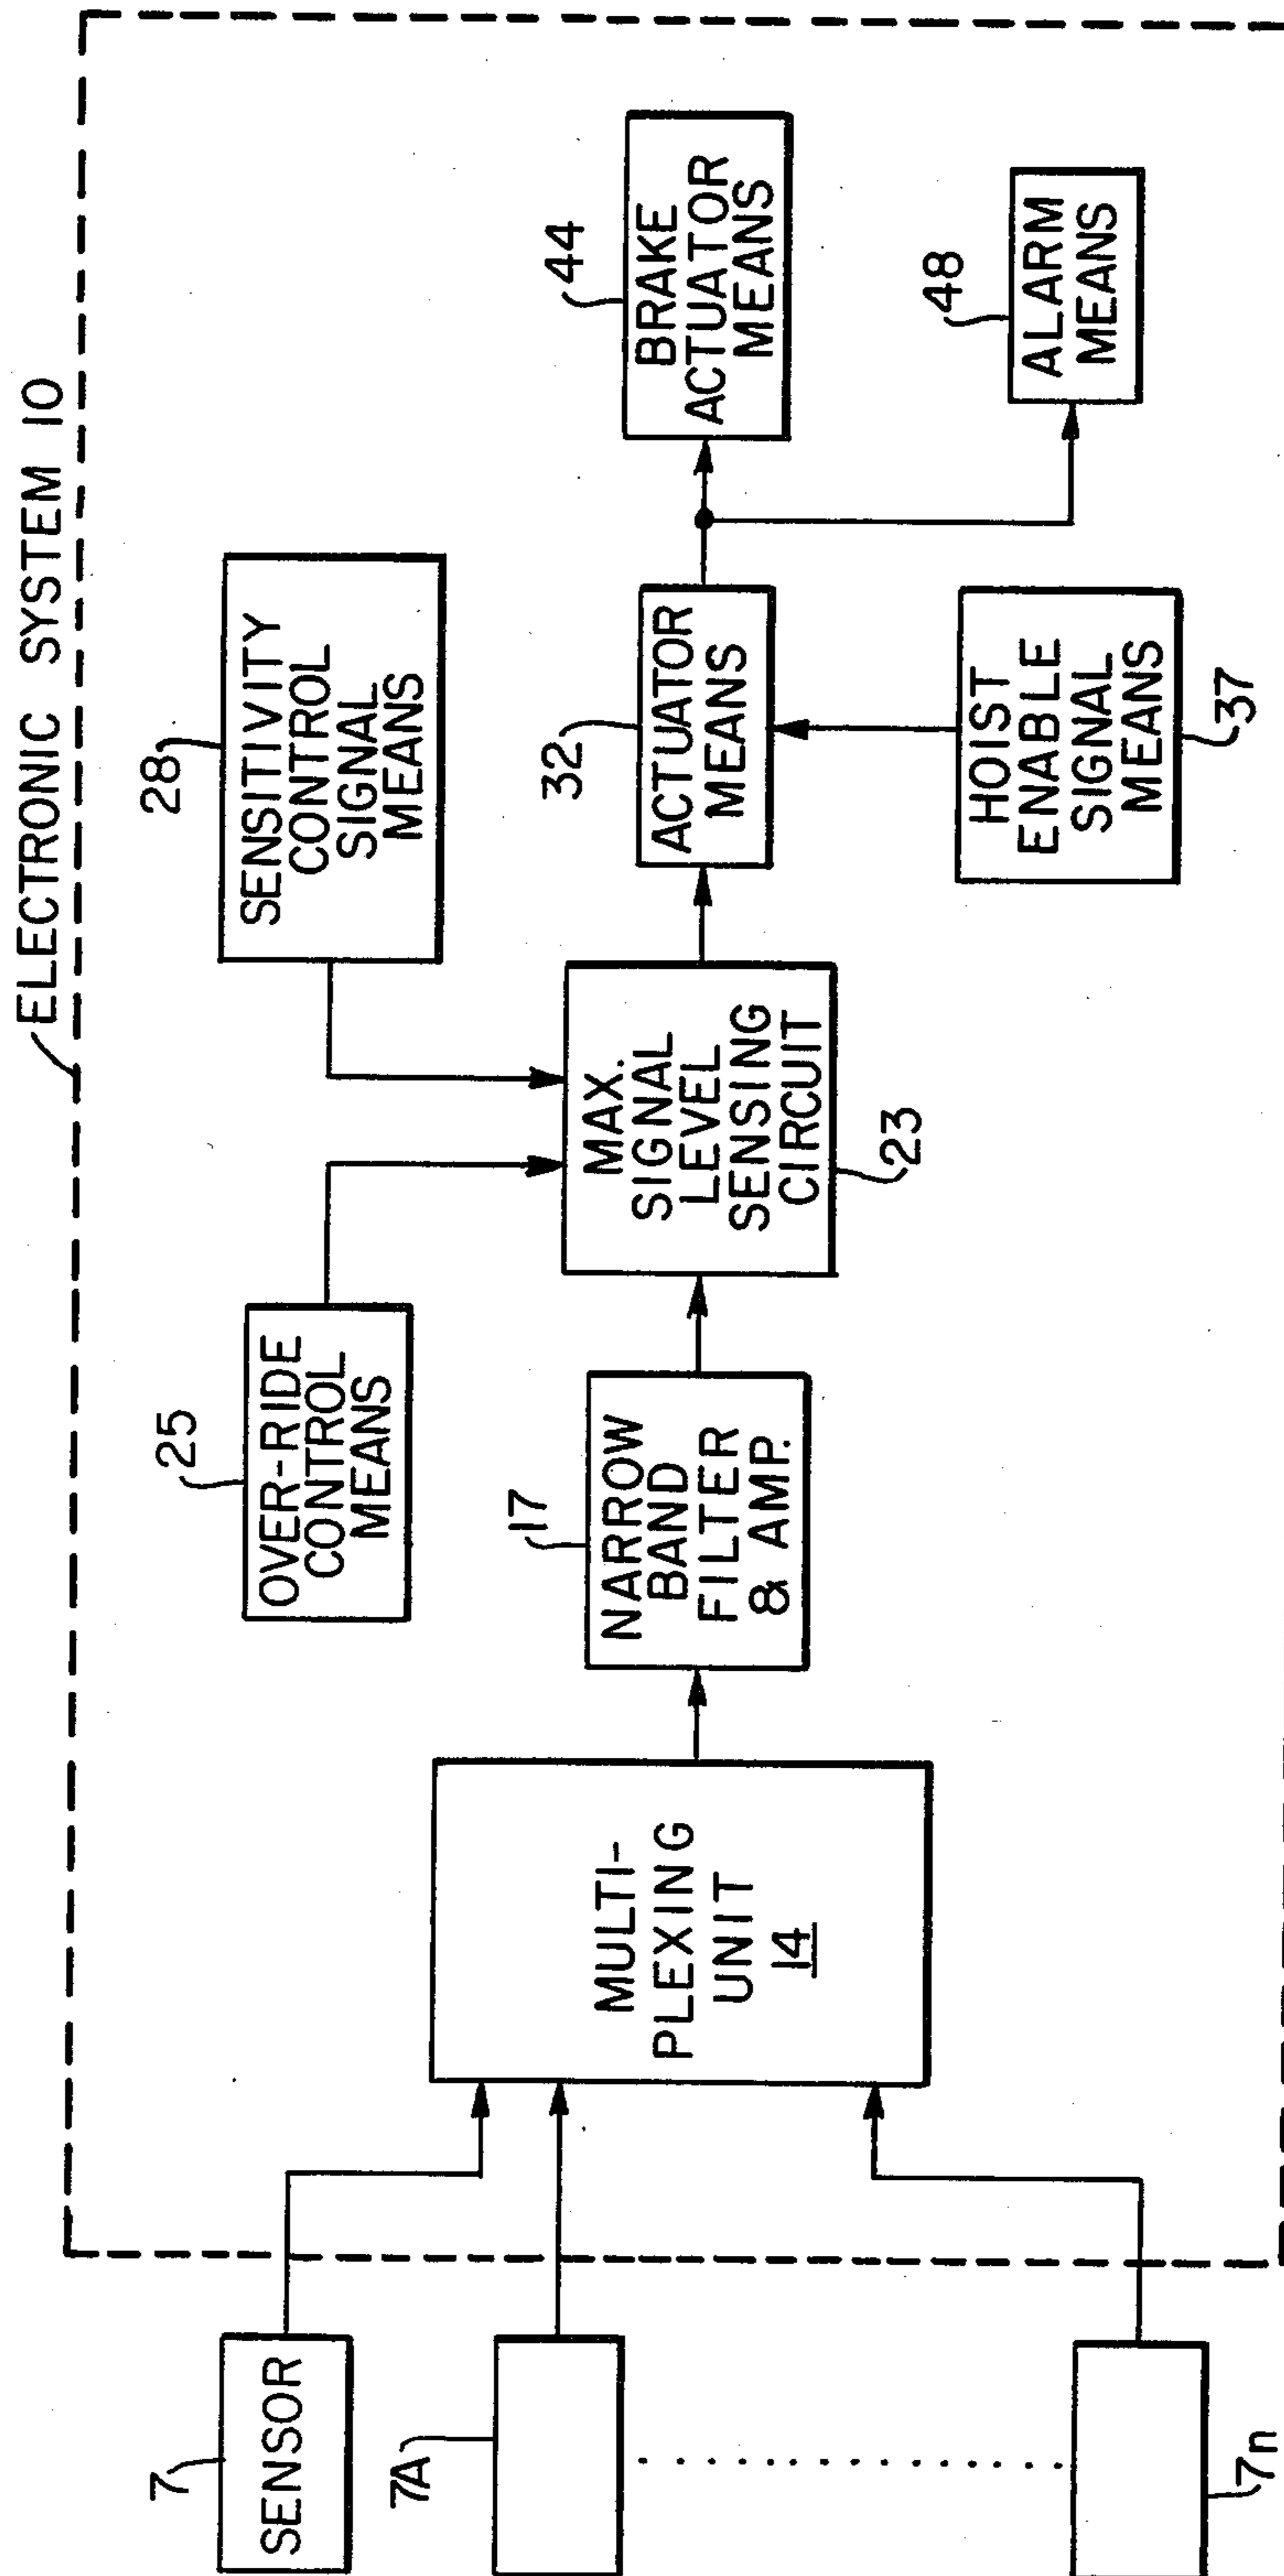 ELECTRONIC SYSTEM 10
7
SENSOR
7A
7n
MULTI-
PLEXING
UNIT
14
17
NARROW
BAND
FILTER
& AMP.
25
OVER-RIDE
CONTROL
MEANS
28
SENSITIVITY
CONTROL
SIGNAL
MEANS
MAX.
SIGNAL
LEVEL
SENSING
CIRCUIT
23
32
ACTUATOR
MEANS
HOIST
ENABLE
SIGNAL
MEANS
37
44
BRAKE
ACTUATOR
MEANS
48
ALARM
MEANS